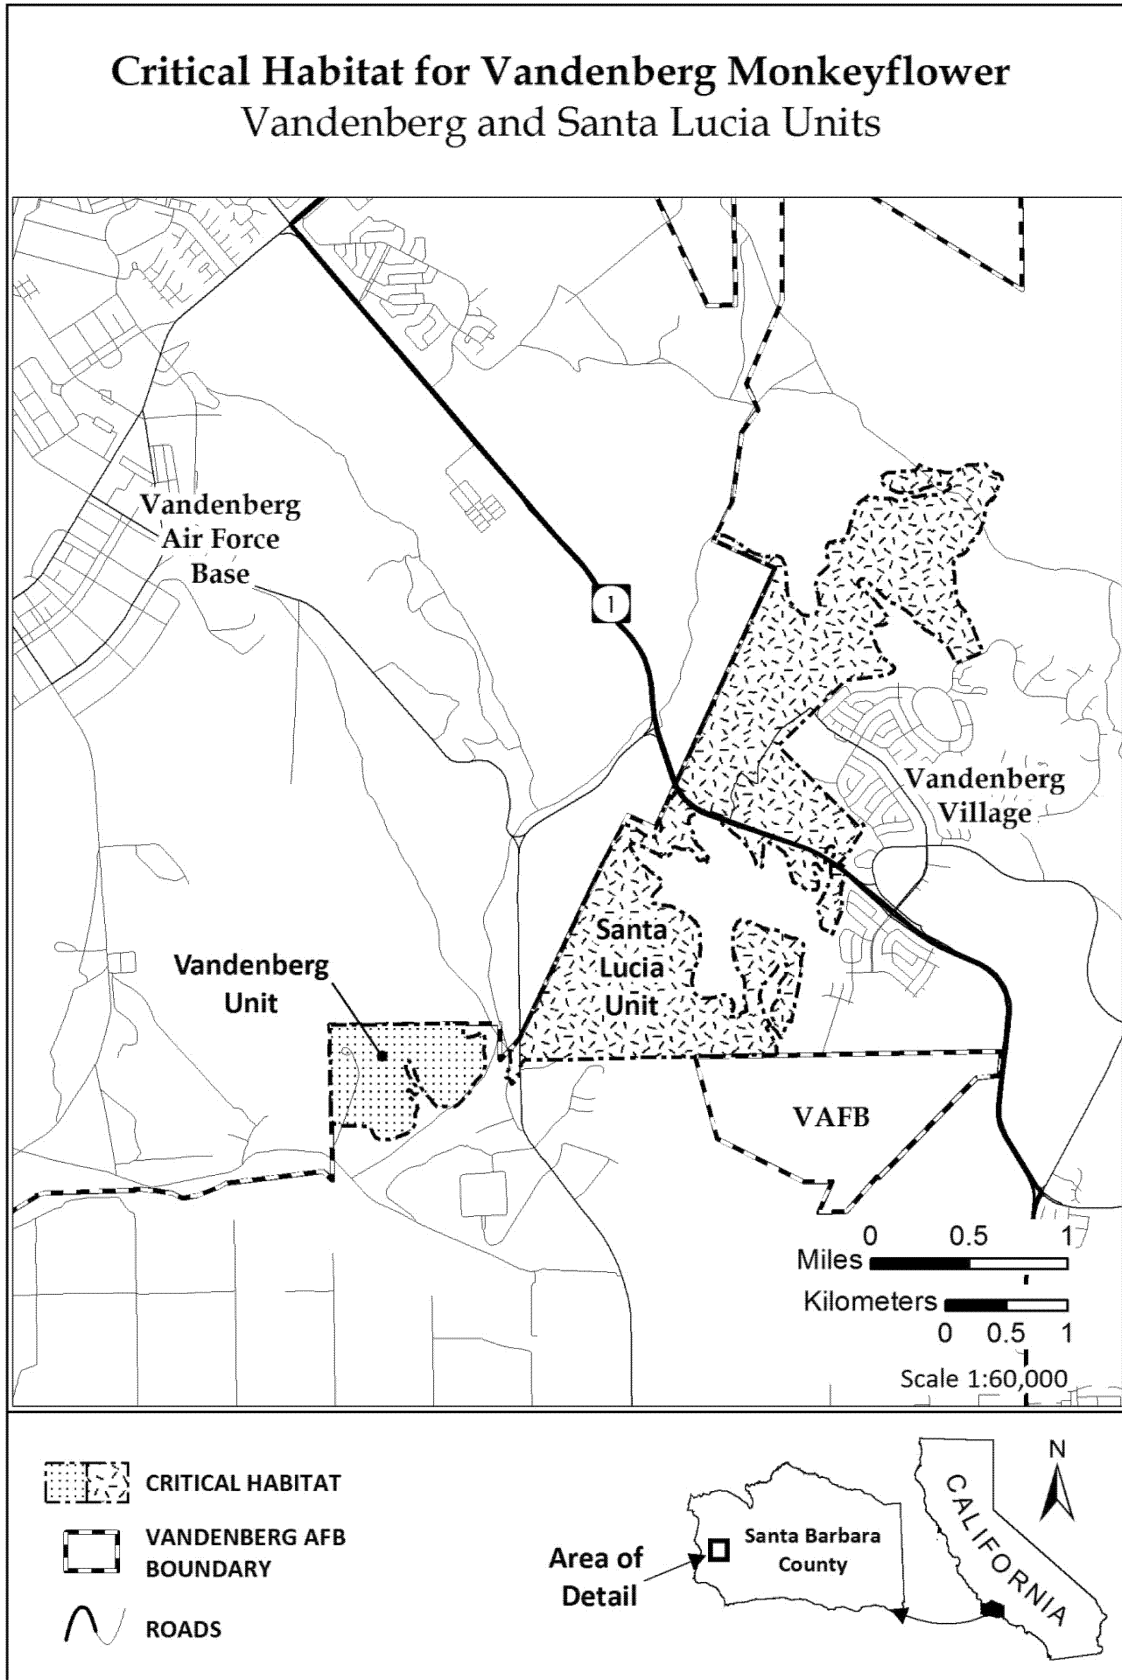 Critical Habitat for Vandenberg Monkeyflower
Vandenberg and Santa Lucia Units
Vandenberg
Air Force
Base
1
Vandenberg
Village
Santa
Lucia
Unit
Vandenberg
Unit
VAFB
0 0.5 1
Miles
Kilometers
0 0.5 1
Scale 1:60,000
CRITICAL HABITAT
VANDENBERG AFB
BOUNDARY
ROADS
Area of
Detail
Santa Barbara
County
CALIFORNIA
N